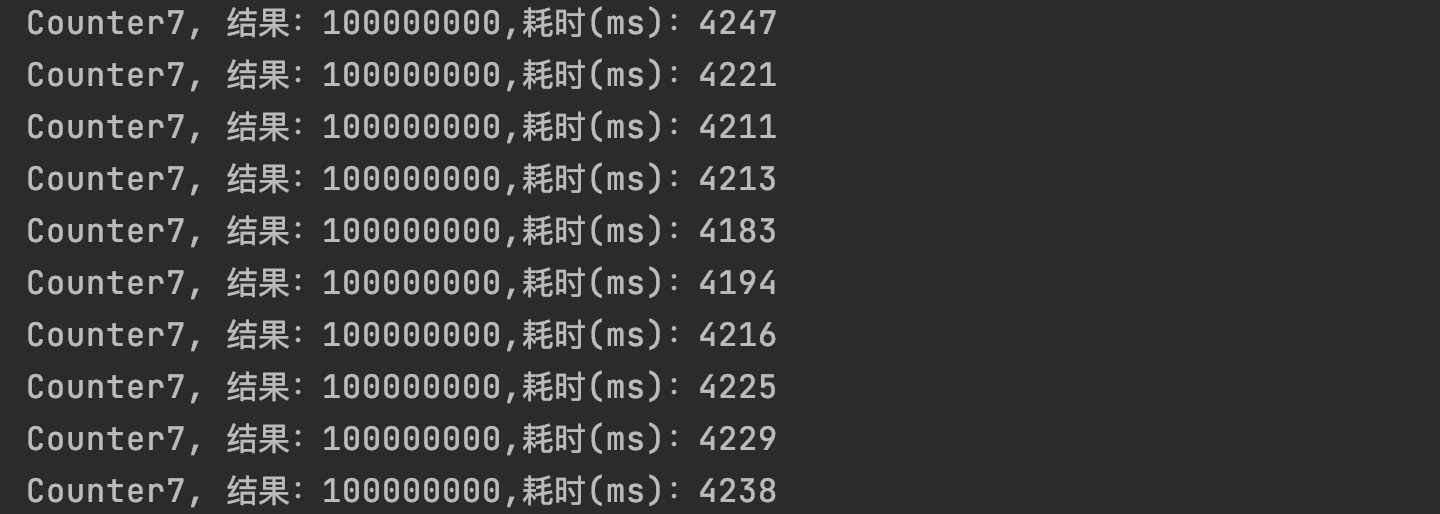 Counter7, 结果：100000000,耗时(ms)：4247
Counter7, 结果：100000000,耗时(ms)：4221
Counter7, 结果：100000000,耗时(ms)：4211
Counter7, 结果：100000000,耗时(ms)：4213
Counter7, 结果：100000000,耗时(ms)：4183
Counter7, 结果：100000000,耗时(ms)：4194
Counter7, 结果：100000000,耗时(ms)：4216
Counter7, 结果：100000000,耗时(ms)：4225
Counter7, 结果：100000000,耗时(ms)：4229
Counter7, 结果：100000000,耗时(ms)：4238